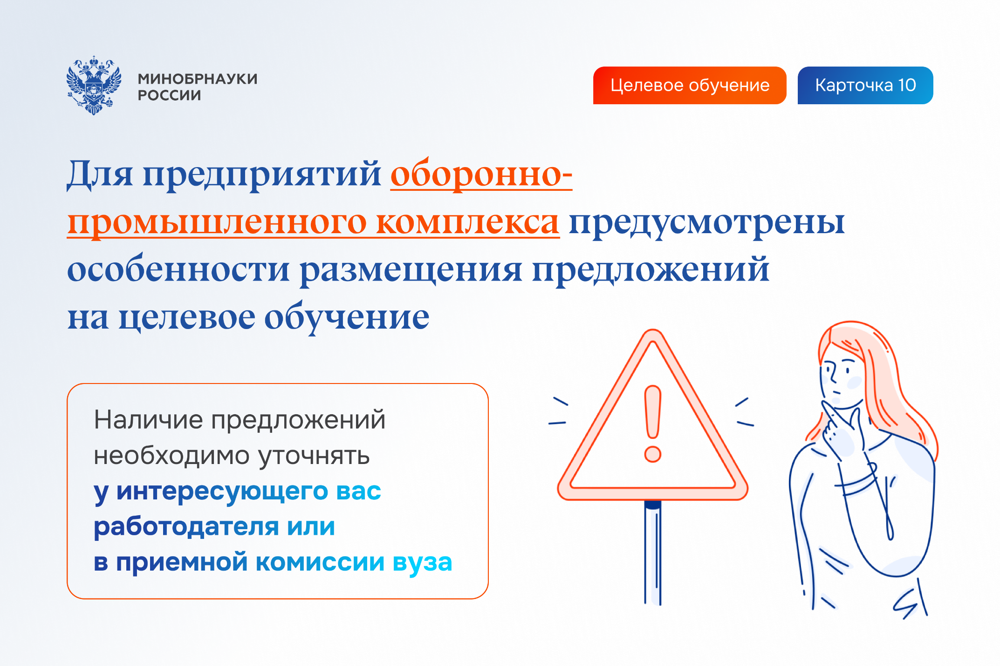 МИНОБРНАУКИ
РОССИИ
Целевое обучение
Карточка 10
Для предприятий оборонно-
промышленного комплекса предусмотрены
особенности размещения предложений
на целевое обучение
Наличие предложений
необходимо уточнять
у интересующего вас
работодателя или
в приемной комиссии вуза